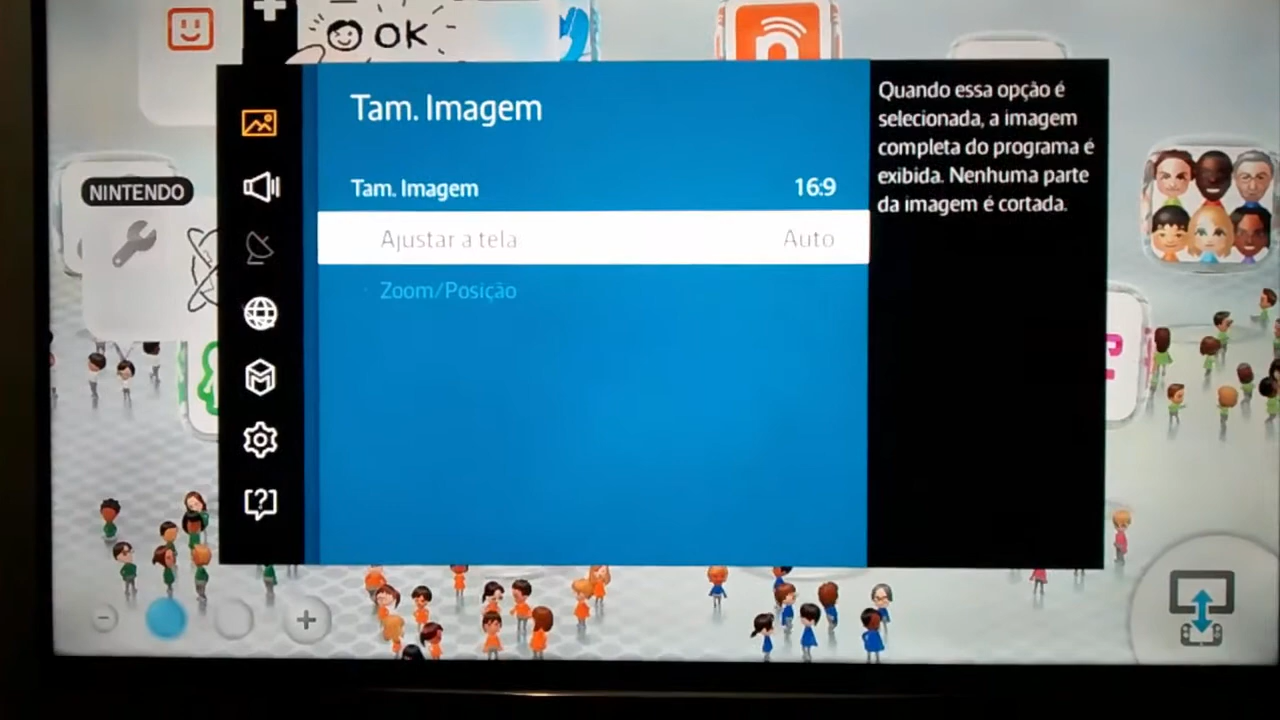 OK
Tam. Imagem
Tam. Imagem 16:9
Ajustar a tela Auto
Zoom/Posição
Quando essa opção é
selecionada, a imagem
completa do programa é
exibida. Nenhuma parte
da imagem é cortada.
NINTENDO